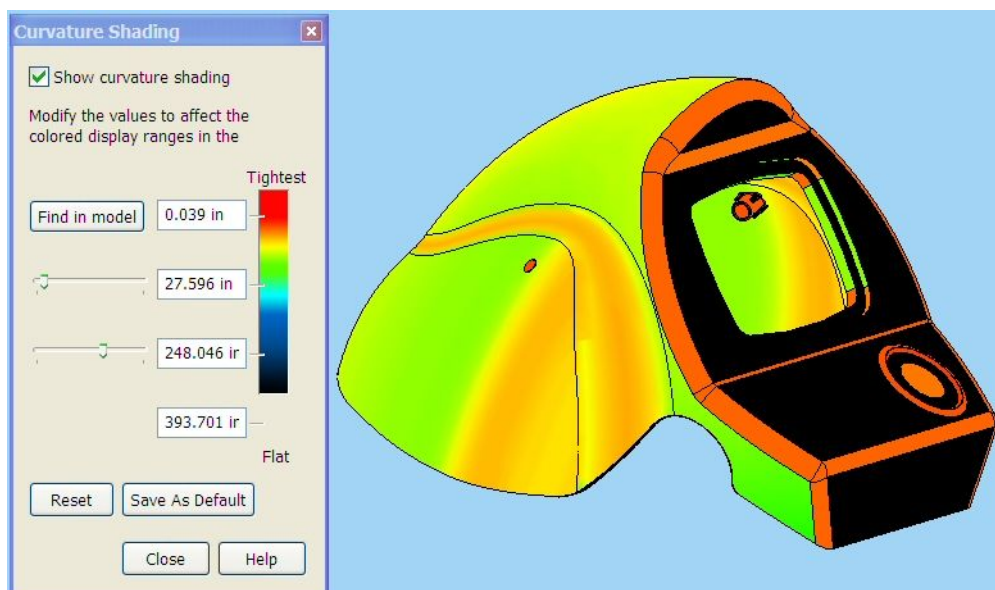 Curvature Shading
Show curvature shading
Modify the values to affect the
colored display ranges in the
Tightest
Find in model
0.039 in
27.596 in
248.046 ir
393.701 ir
Flat
Reset
Save As Default
Close
Help